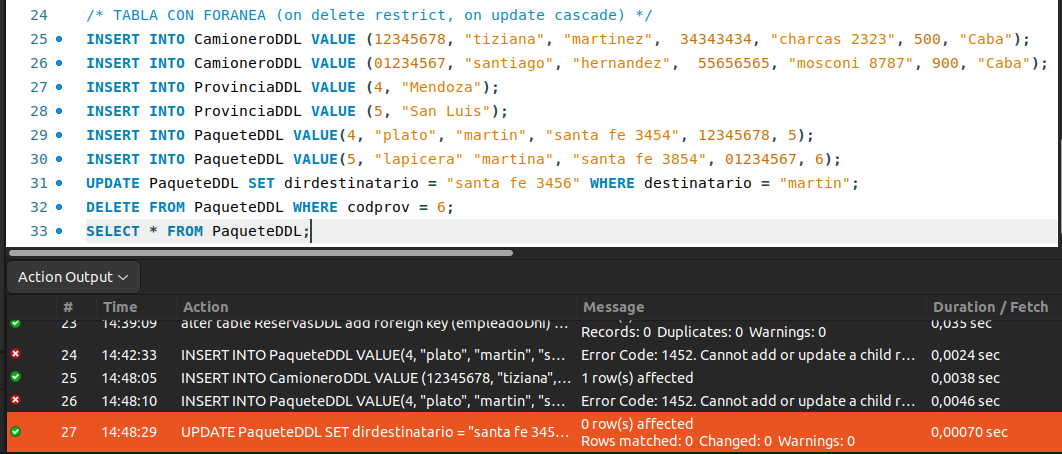 24 /* TABLA CON FORANEA (on delete restrict, on update cascade) */
25 INSERT INTO CamioneroDDL VALUE (12345678, "tiziana", "martinez",  34343434, "charcas 2323", 500, "Caba");
26 INSERT INTO CamioneroDDL VALUE (01234567, "santiago", "hernandez",  55656565, "mosconi 8787", 900, "Caba");
27 INSERT INTO ProvinciaDDL VALUE (4, "Mendoza");
28 INSERT INTO ProvinciaDDL VALUE (5, "San Luis");
29 INSERT INTO PaqueteDDL VALUE(4, "plato", "martin", "santa fe 3454", 12345678, 5);
30 INSERT INTO PaqueteDDL VALUE(5, "lapicera" "martina", "santa fe 3854", 01234567, 6);
31 UPDATE PaqueteDDL SET dirdestinatario = "santa fe 3456" WHERE destinatario = "martin";
32 DELETE FROM PaqueteDDL WHERE codprov = 6;
33 SELECT * FROM PaqueteDDL;
Action Output
# Time Action Message Duration / Fetch
23 14:39:09 alter table ReservasDDL add foreign key (empleadoDni) ... 0,035 sec
Records: 0 Duplicates: 0 Warnings: 0
24 14:42:33 INSERT INTO PaqueteDDL VALUE(4, "plato", "martin", "s... Error Code: 1452. Cannot add or update a child r... 0,0024 sec
25 14:48:05 INSERT INTO CamioneroDDL VALUE (12345678, "tiziana",... 1 row(s) affected 0,0038 sec
26 14:48:10 INSERT INTO PaqueteDDL VALUE(4, "plato", "martin", "s... Error Code: 1452. Cannot add or update a child r... 0,0046 sec
27 14:48:29 UPDATE PaqueteDDL SET dirdestinatario = "santa fe 345... 0 row(s) affected 0,00070 sec
Rows matched: 0 Changed: 0 Warnings: 0